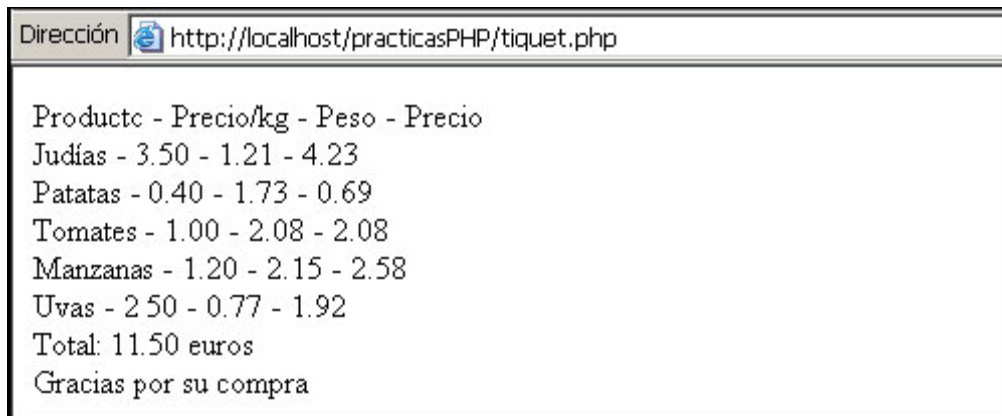 Dirección http://localhost/practicasPHP/tiquet.php
Producto - Precio/kg - Peso - Precio
Judías - 3.50 - 1.21 - 4.23
Patatas - 0.40 - 1.73 - 0.69
Tomates - 1.00 - 2.08 - 2.08
Manzanas - 1.20 - 2.15 - 2.58
Uvas - 2.50 - 0.77 - 1.92
Total: 11.50 euros
Gracias por su compra